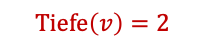 Tiefe(v) = 2